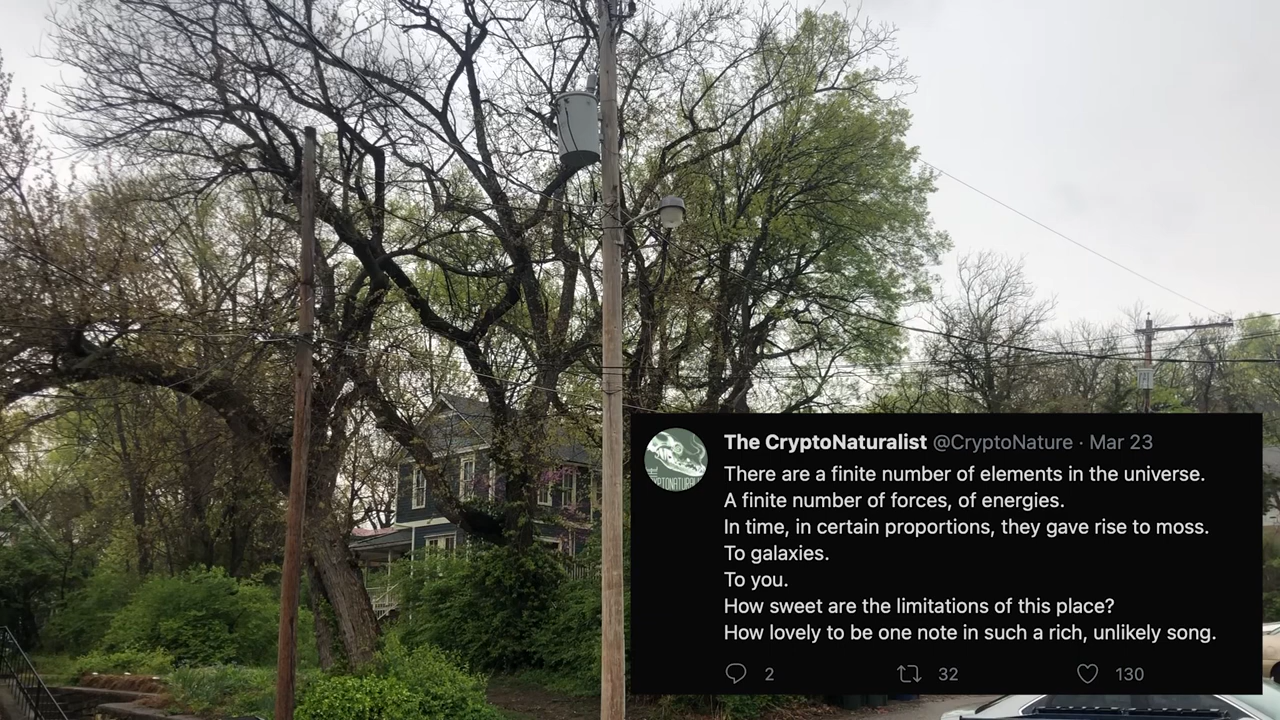 The CryptoNaturalist @CryptoNature · Mar 23
There are a finite number of elements in the universe.
A finite number of forces, of energies.
In time, in certain proportions, they gave rise to moss.
To galaxies.
To you.
How sweet are the limitations of this place?
How lovely to be one note in such a rich, unlikely song.
2 32 130